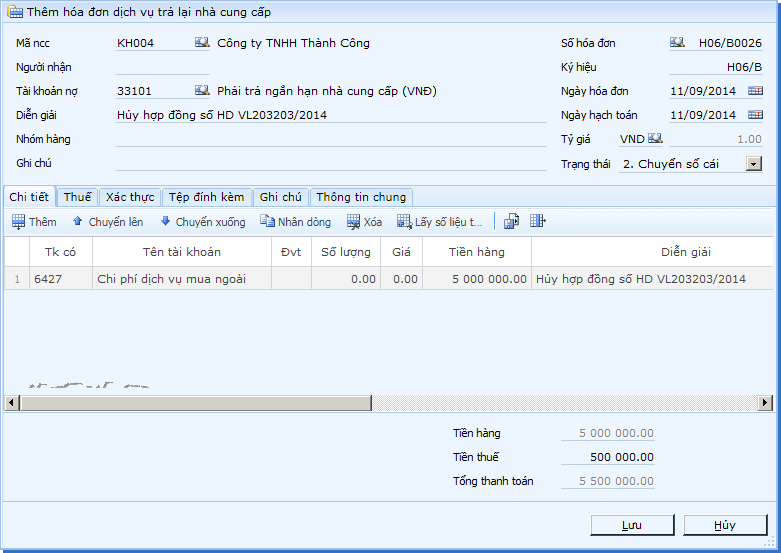 Thêm hóa đơn dịch vụ trả lại nhà cung cấp
Mã ncc KH004 Công ty TNHH Thành Công Số hóa đơn H06/B0026
Người nhận Ký hiệu H06/B
Tài khoản nợ 33101 Phải trả ngắn hạn nhà cung cấp (VNĐ) Ngày hóa đơn 11/09/2014
Diễn giải Hủy hợp đồng số HD VL203203/2014 Ngày hạch toán 11/09/2014
Nhóm hàng Tỷ giá VND 1.00
Ghi chú Trạng thái 2. Chuyển sổ cái
Chi tiết Thuế Xác thực Tệp đính kèm Ghi chú Thông tin chung
Thêm Chuyển lên Chuyển xuống Nhân dòng Xóa Lấy số liệu t...
Tk có Tên tài khoản Đvt Số lượng Giá Tiền hàng Diễn giải
1 6427 Chi phí dịch vụ mua ngoài 0.00 0.00 5 000 000.00 Hủy hợp đồng số HD VL203203/2014
Tiền hàng 5 000 000.00
Tiền thuế 500 000.00
Tổng thanh toán 5 500 000.00
Lưu Hủy